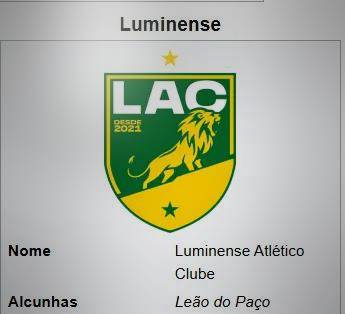 Luminense
LAC
DESDE
2021
Nome
Luminense Atlético
Clube
Alcunhas
Leão do Paço